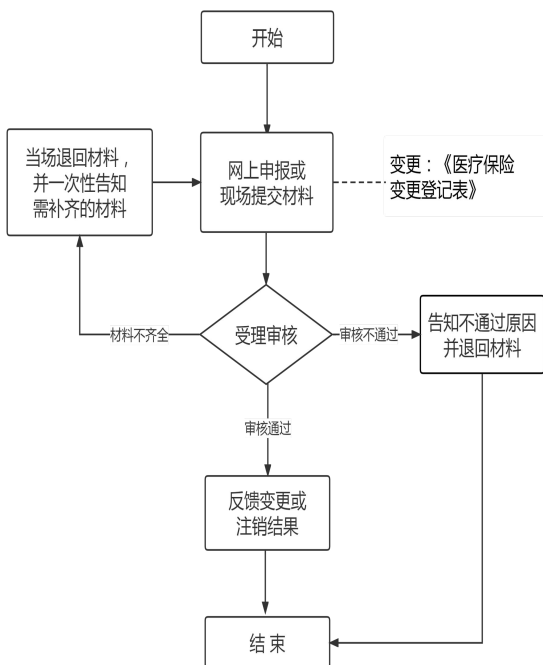 开始
当场退回材料，
并一次性告知
需补齐的材料
网上申报或
现场提交材料
变更：《医疗保险
变更登记表》
材料不齐全
受理审核
审核不通过
告知不通过原因
并退回材料
审核通过
反馈变更或
注销结果
结 束